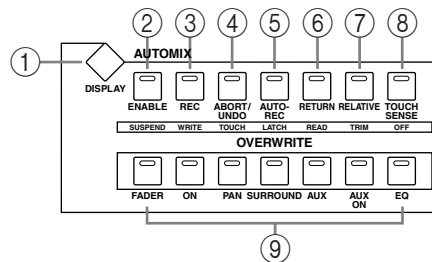 ② ③ ④ ⑤ ⑥ ⑦ ⑧
① AUTOMIX
DISPLAY
ENABLE REC ABORT/ AUTO- RETURN RELATIVE TOUCH
UNDO REC SENSE
SUSPEND WRITE TOUCH LATCH READ TRIM OFF
OVERWRITE
FADER ON PAN SURROUND AUX AUX EQ
ON
⑨